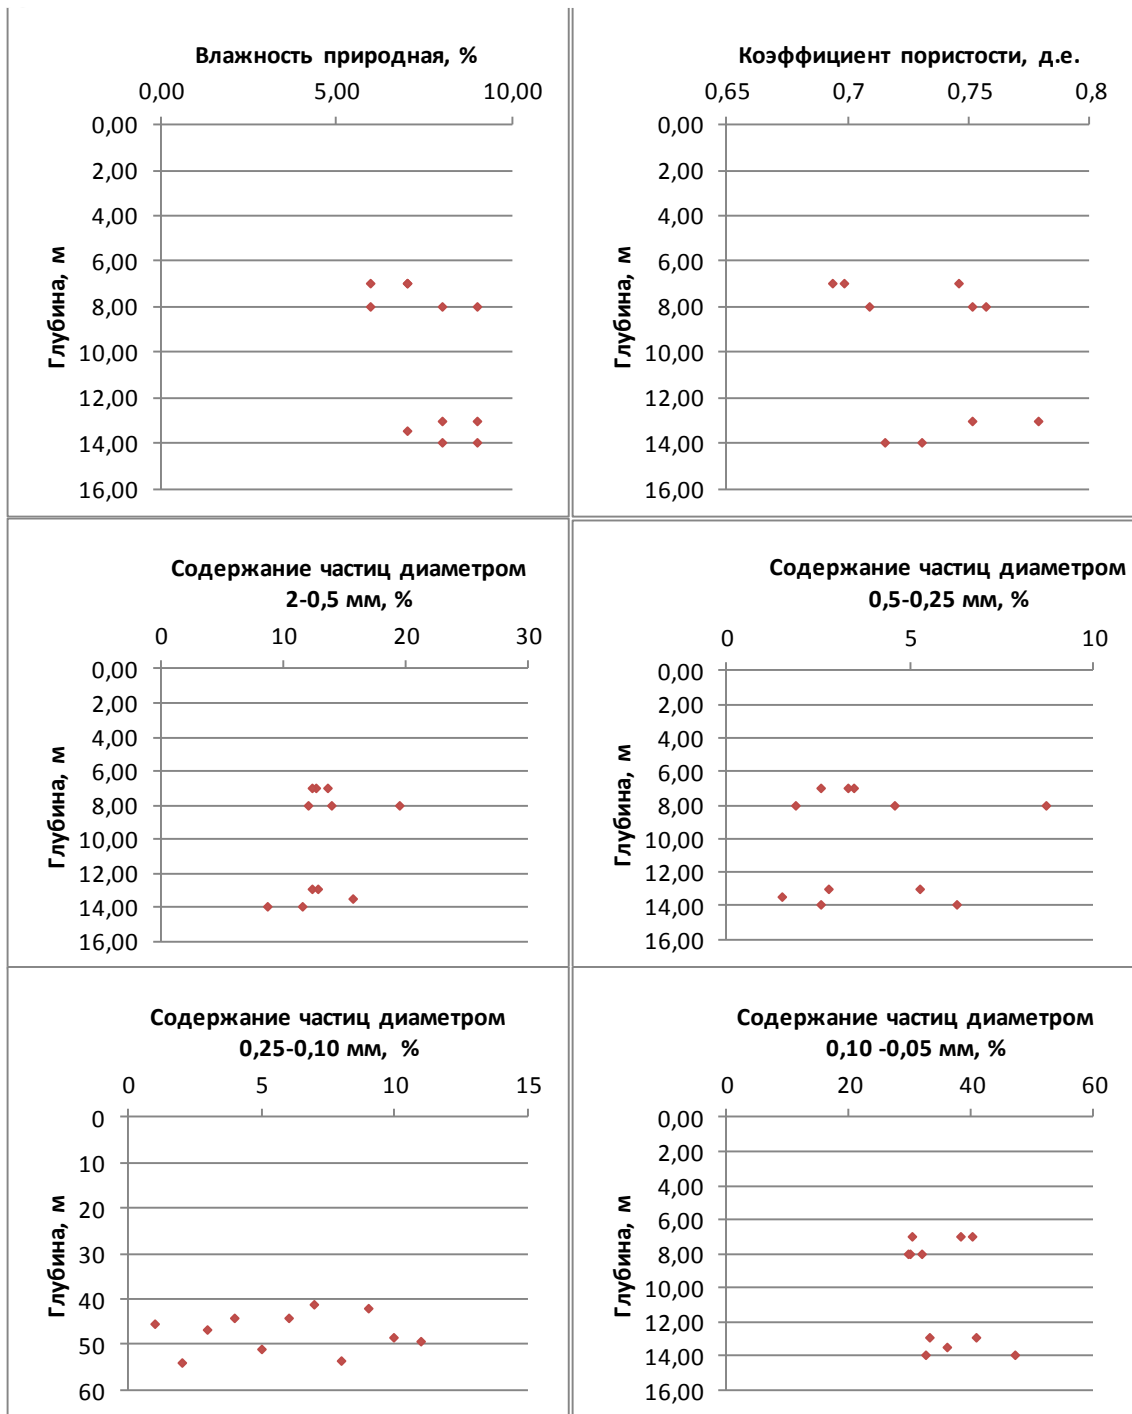 Влажность природная, %
0,00 5,00 10,00
0,00
2,00
4,00
6,00
8,00
10,00
12,00
14,00
16,00
Глубина, м
Коэффициент пористости, д.е.
0,65 0,7 0,75 0,8
0,00
2,00
4,00
6,00
8,00
10,00
12,00
14,00
16,00
Глубина, м
Содержание частиц диаметром
2-0,5 мм, %
0 10 20 30
0,00
2,00
4,00
6,00
8,00
10,00
12,00
14,00
16,00
Глубина, м
Содержание частиц диаметром
0,5-0,25 мм, %
0 5 10
0,00
2,00
4,00
6,00
8,00
10,00
12,00
14,00
16,00
Глубина, м
Содержание частиц диаметром
0,25-0,10 мм, %
0 5 10 15
0
10
20
30
40
50
60
Глубина, м
Содержание частиц диаметром
0,10 -0,05 мм, %
0 20 40 60
0,00
2,00
4,00
6,00
8,00
10,00
12,00
14,00
16,00
Глубина, м